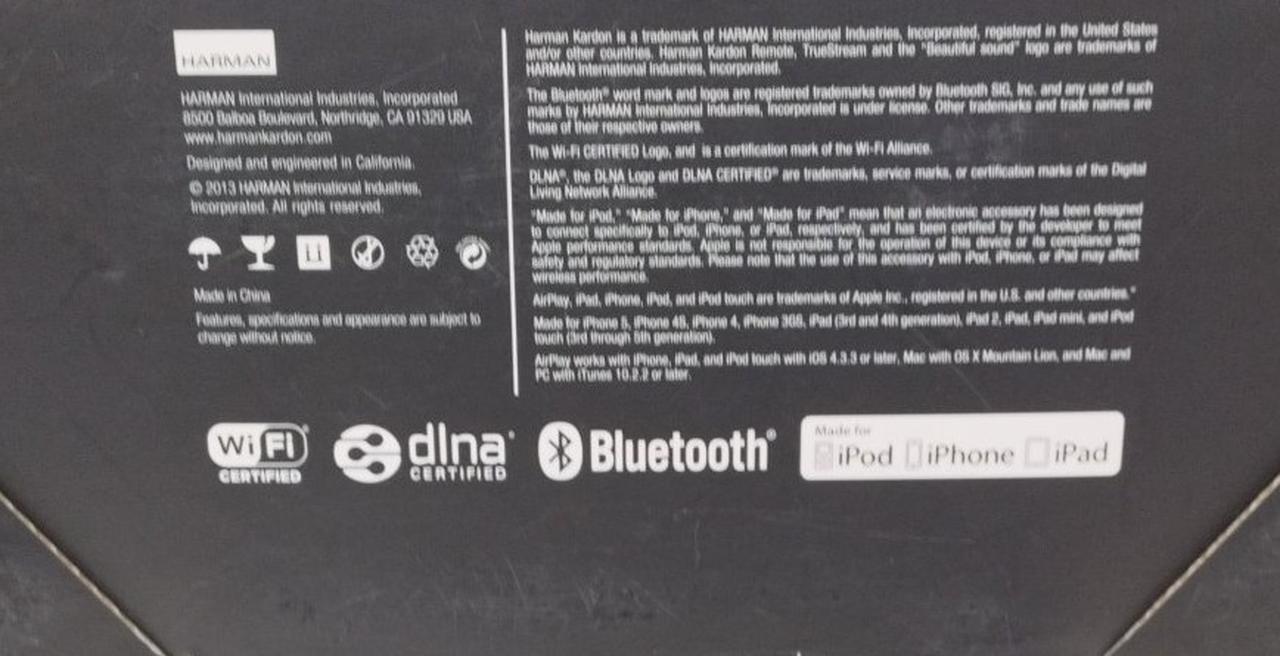 HARMAN
HARMAN International Industries, Incorporated
8500 Balboa Boulevard, Northridge, CA 91329 USA
www.harmankardon.com
Designed and engineered in California.
© 2013 HARMAN International Industries,
Incorporated. All rights reserved.
Made in China
Features, specifications and appearance are subject to
change without notice.
Harman Kardon is a trademark of HARMAN International Industries, Incorporated, registered in the United States
and/or other countries. Harman Kardon Remote, TrueStream and the "Beautiful sound" logo are trademarks of
HARMAN International Industries, Incorporated.
The Bluetooth® word mark and logos are registered trademarks owned by Bluetooth SIG, Inc. and any use of such
marks by HARMAN International Industries, Incorporated is under license. Other trademarks and trade names are
those of their respective owners.
The Wi-Fi CERTIFIED Logo, and is a certification mark of the Wi-Fi Alliance.
DLNA®, the DLNA Logo and DLNA CERTIFIED® are trademarks, service marks, or certification marks of the Digital
Living Network Alliance.
"Made for iPod," "Made for iPhone," and "Made for iPad" mean that an electronic accessory has been designed
to connect specifically to iPod, iPhone, or iPad, respectively, and has been certified by the developer to meet
Apple performance standards. Apple is not responsible for the operation of this device or its compliance with
safety and regulatory standards. Please note that the use of this accessory with iPod, iPhone, or iPad may affect
wireless performance.
AirPlay, iPad, iPhone, iPod, and iPod touch are trademarks of Apple Inc., registered in the U.S. and other countries."
Made for iPhone 5, iPhone 4S, iPhone 4, iPhone 3GS, iPad (3rd and 4th generation), iPad 2, iPad, iPad mini, and iPod
touch (3rd through 5th generation).
AirPlay works with iPhone, iPad, and iPod touch with iOS 4.3.3 or later, Mac with OS X Mountain Lion, and Mac and
PC with iTunes 10.2.2 or later.
Wi Fi CERTIFIED
dlna CERTIFIED
Bluetooth®
Made for
iPod iPhone iPad